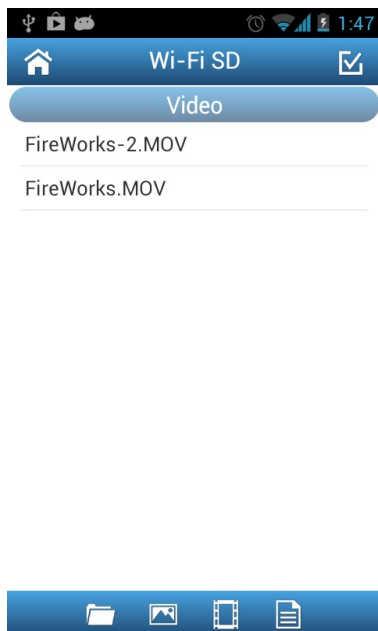 1:47
Wi-Fi SD
Video
FireWorks-2.MOV
FireWorks.MOV